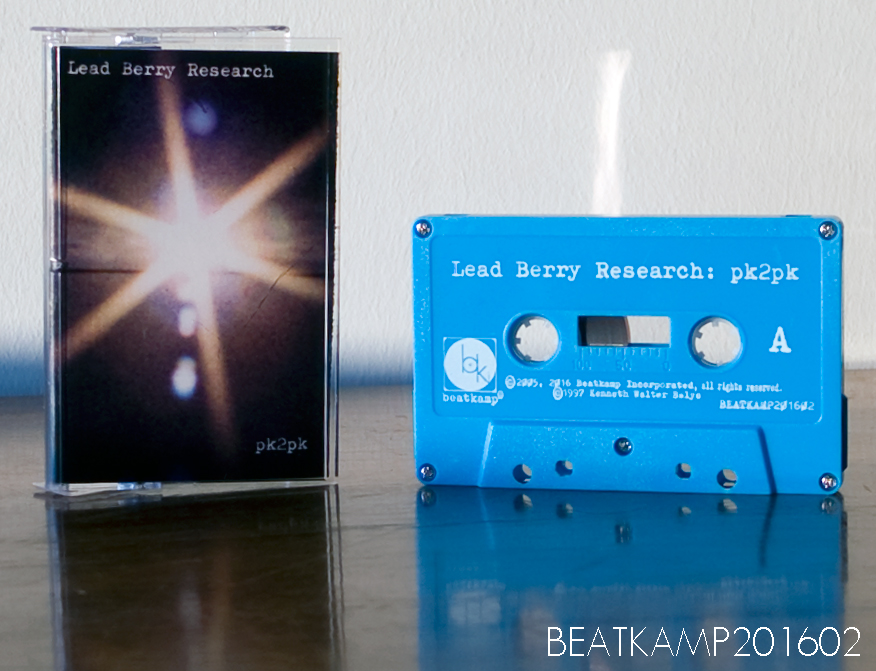 Lead Berry Research
pk2pk
Lead Berry Research: pk2pk
A
bk
beatkamp®
℗2005, 2016 Beatkamp Incorporated, all rights reserved.
©1997 Kenneth Walter Balys
BEATKAMP201602
BEATKAMP201602